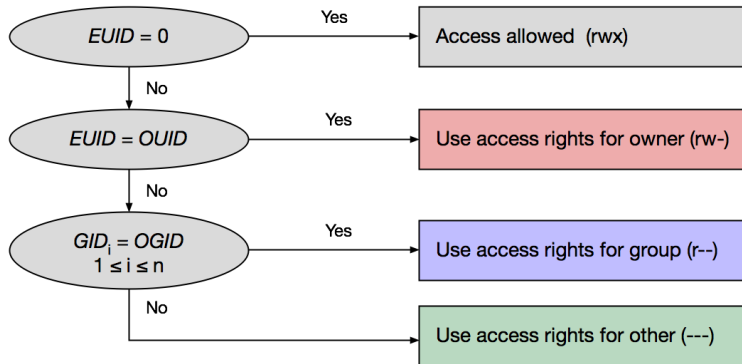 EUID = 0
Yes
Access allowed (rwx)
No
EUID = OUID
Yes
Use access rights for owner (rw-)
No
GIDi = OGID
1 ≤ i ≤ n
Yes
Use access rights for group (r--)
No
Use access rights for other (---)